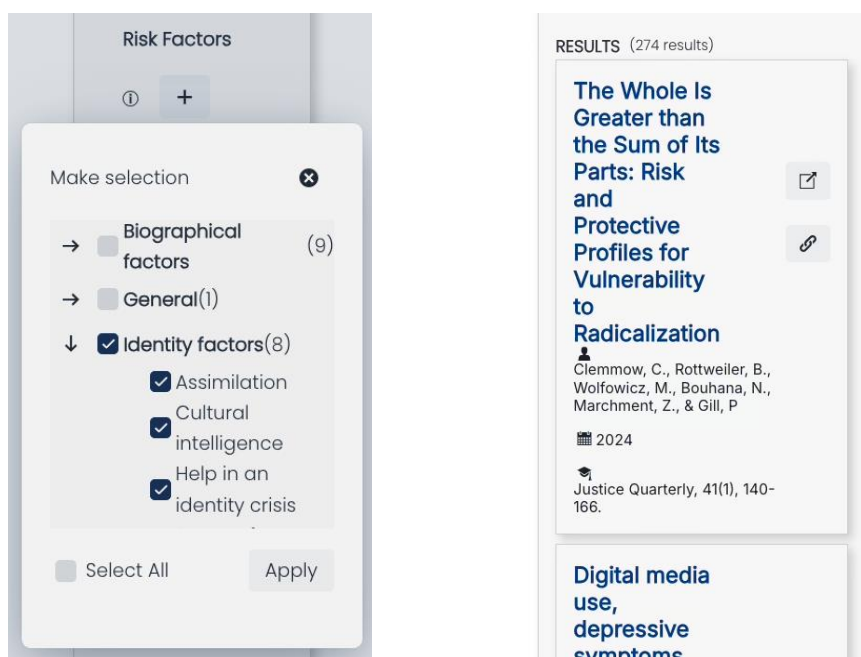 Risk Factors
Make selection
Biographical
factors
(9)
General(1)
Identity factors(8)
Assimilation
Cultural
intelligence
Help in an
identity crisis
Select All
Apply
RESULTS (274 results)
The Whole Is
Greater than
the Sum of Its
Parts: Risk
and
Protective
Profiles for
Vulnerability
to
Radicalization
Clemmow, C., Rottweiler, B.,
Wolfowicz, M., Bouhana, N.,
Marchment, Z., & Gill, P
2024
Justice Quarterly, 41(1), 140-
166.
Digital media
use,
depressive
symptoms